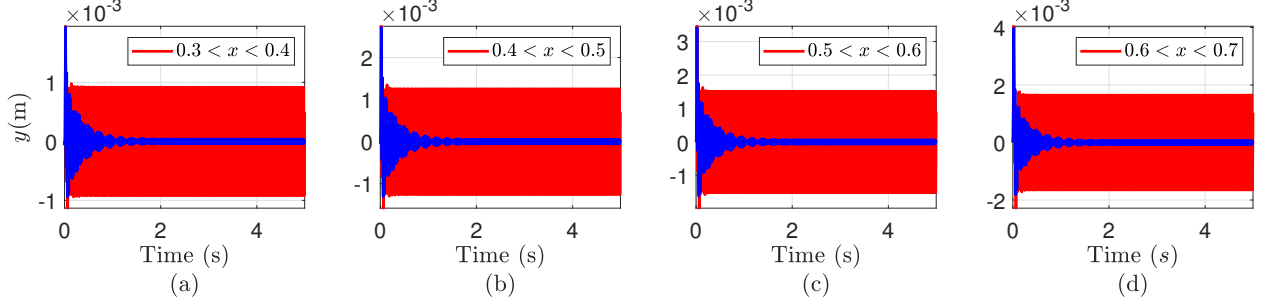 ×10-3 ×10-3 ×10-3 ×10-3
0.3 < x < 0.4 0.4 < x < 0.5 0.5 < x < 0.6 0.6 < x < 0.7
y(m)
1 0 -1
2 1 0 -1
3 2 1 0 -1
4 2 0 -2
0 2 4 0 2 4 0 2 4 0 2 4
Time (s) Time (s) Time (s) Time (s)
(a) (b) (c) (d)